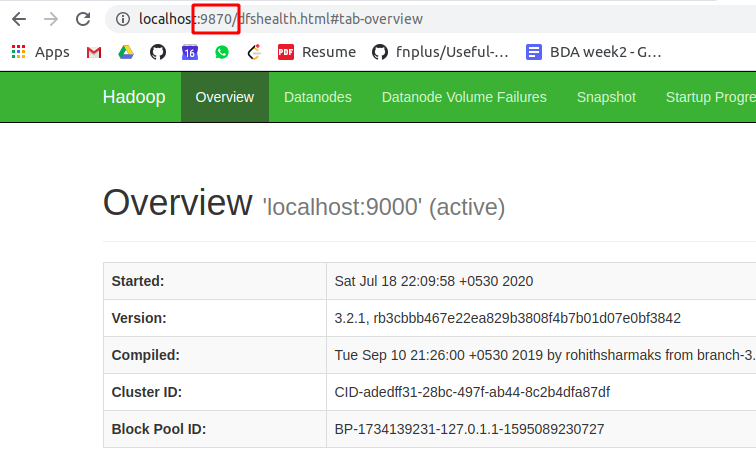 localhost:9870/dfshealth.html#tab-overview
Apps 16 PDF Resume fnplus/Useful-... BDA week2 - G...
Hadoop Overview Datanodes Datanode Volume Failures Snapshot Startup Progre
Overview 'localhost:9000' (active)
Started: Sat Jul 18 22:09:58 +0530 2020
Version: 3.2.1, rb3cbbb467e22ea829b3808f4b7b01d07e0bf3842
Compiled: Tue Sep 10 21:26:00 +0530 2019 by rohithsharmaks from branch-3.
Cluster ID: CID-adedff31-28bc-497f-ab44-8c2b4dfa87df
Block Pool ID: BP-1734139231-127.0.1.1-1595089230727